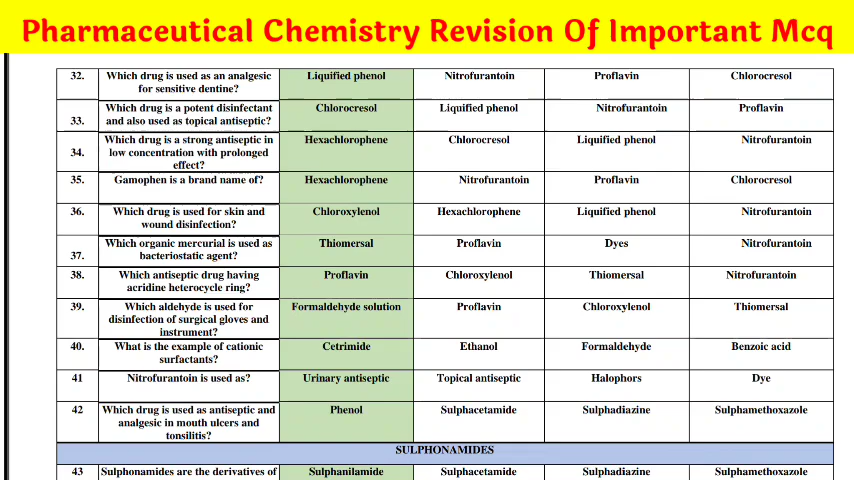 Pharmaceutical Chemistry Revision Of Important Mcq
32. Which drug is used as an analgesic for sensitive dentine? Liquified phenol Nitrofurantoin Proflavin Chlorocresol
33. Which drug is a potent disinfectant and also used as topical antiseptic? Chlorocresol Liquified phenol Nitrofurantoin Proflavin
34. Which drug is a strong antiseptic in low concentration with prolonged effect? Hexachlorophene Chlorocresol Liquified phenol Nitrofurantoin
35. Gamophen is a brand name of? Hexachlorophene Nitrofurantoin Proflavin Chlorocresol
36. Which drug is used for skin and wound disinfection? Chloroxylenol Hexachlorophene Liquified phenol Nitrofurantoin
37. Which organic mercurial is used as bacteriostatic agent? Thiomersal Proflavin Dyes Nitrofurantoin
38. Which antiseptic drug having acridine heterocycle ring? Proflavin Chloroxylenol Thiomersal Nitrofurantoin
39. Which aldehyde is used for disinfection of surgical gloves and instrument? Formaldehyde solution Proflavin Chloroxylenol Thiomersal
40. What is the example of cationic surfactants? Cetrimide Ethanol Formaldehyde Benzoic acid
41 Nitrofurantoin is used as? Urinary antiseptic Topical antiseptic Halophors Dye
42 Which drug is used as antiseptic and analgesic in mouth ulcers and tonsilitis? Phenol Sulphacetamide Sulphadiazine Sulphamethoxazole
SULPHONAMIDES
43 Sulphonamides are the derivatives of Sulphanilamide Sulphacetamide Sulphadiazine Sulphamethoxazole